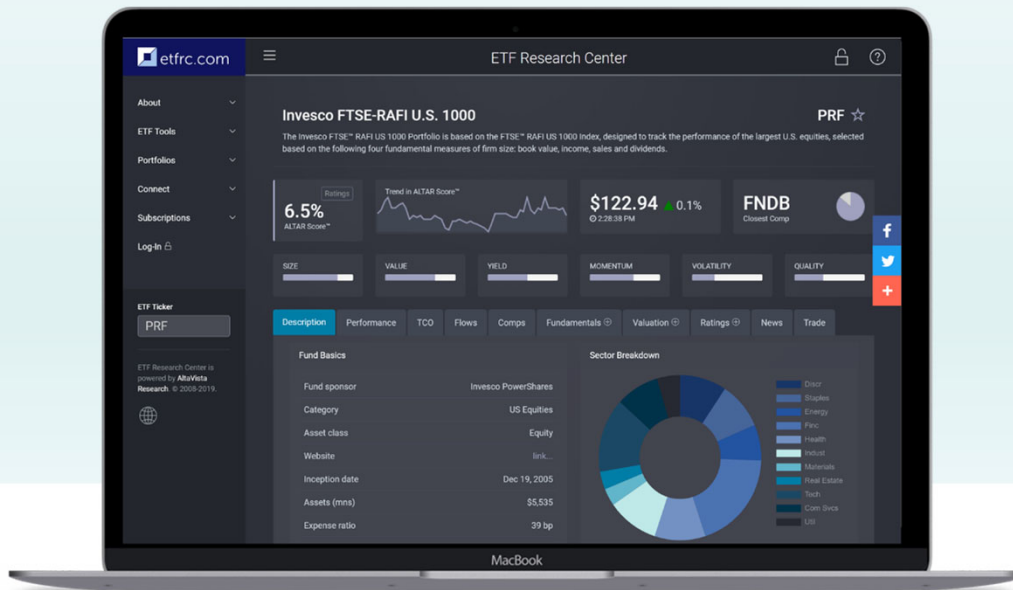 etfrc.com
ETF Research Center
About
ETF Tools
Portfolios
Connect
Subscriptions
Log-In
ETF Ticker
PRF
ETF Research Center is
powered by AltaVista
Research. © 2008-2019.
Invesco FTSE-RAFI U.S. 1000
PRF
The Invesco FTSE™ RAFI US 1000 Portfolio is based on the FTSE™ RAFI US 1000 Index, designed to track the performance of the largest U.S. equities, selected
based on the following four fundamental measures of firm size: book value, income, sales and dividends.
Ratings
6.5%
ALTAR Score™
Trend in ALTAR Score™
$122.94 0.1%
2:28:38 PM
FNDB
Closest Comp
SIZE
VALUE
YIELD
MOMENTUM
VOLATILITY
QUALITY
Description
Performance
TCO
Flows
Comps
Fundamentals
Valuation
Ratings
News
Trade
Fund Basics
Fund sponsor Invesco PowerShares
Category US Equities
Asset class Equity
Website link...
Inception date Dec 19, 2005
Assets (mns) $5,535
Expense ratio 39 bp
Sector Breakdown
Discr
Staples
Energy
Finc
Health
Indust
Materials
Real Estate
Tech
Com Svcs
Util
MacBook